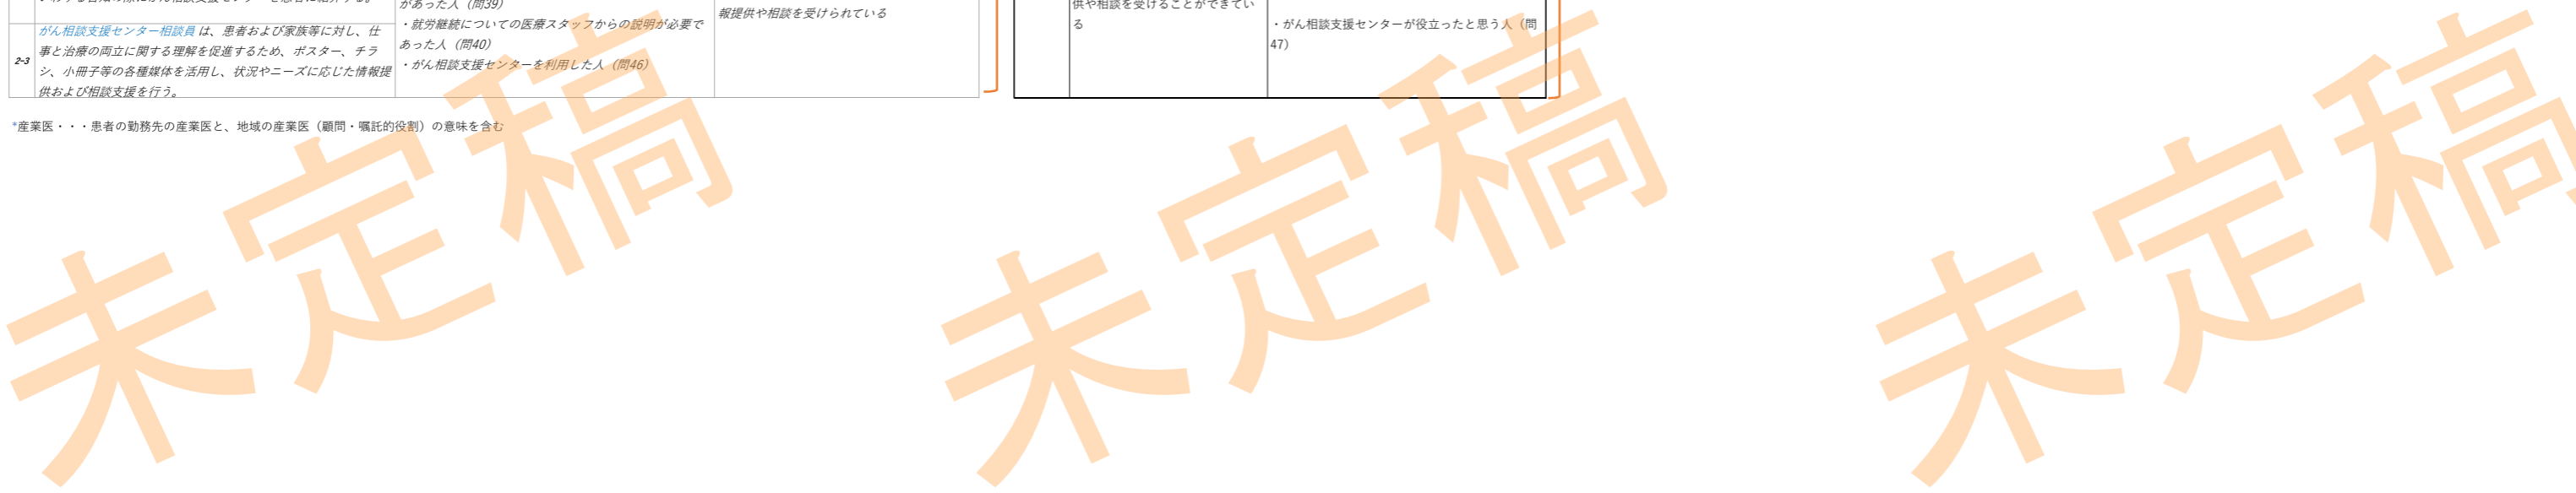 があった人（問39）
・就労継続についての医療スタッフからの説明が必要で
あった人（問40）
・がん相談支援センターを利用した人（問46）
報提供や相談を受けられている
供や相談を受けることができてい
る
・がん相談支援センターが役立ったと思う人（問
47）
2-3
がん相談支援センター相談員 は、患者および家族等に対し、仕
事と治療の両立に関する理解を促進するため、ポスター、チラ
シ、小冊子等の各種媒体を活用し、状況やニーズに応じた情報提
供および相談支援を行う。
*産業医・・・患者の勤務先の産業医と、地域の産業医（顧問・嘱託的役割）の意味を含む
未定稿
未定稿
未定稿